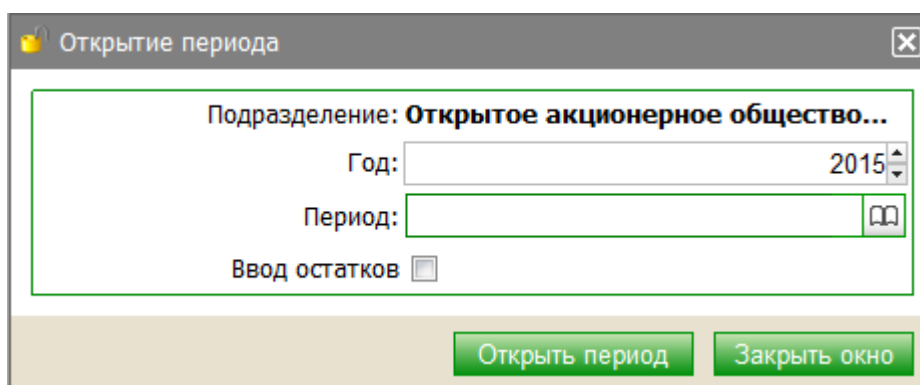 Открытие периода
Подразделение: Открытое акционерное общество...
Год: 2015
Период:
Ввод остатков
Открыть период Закрыть окно